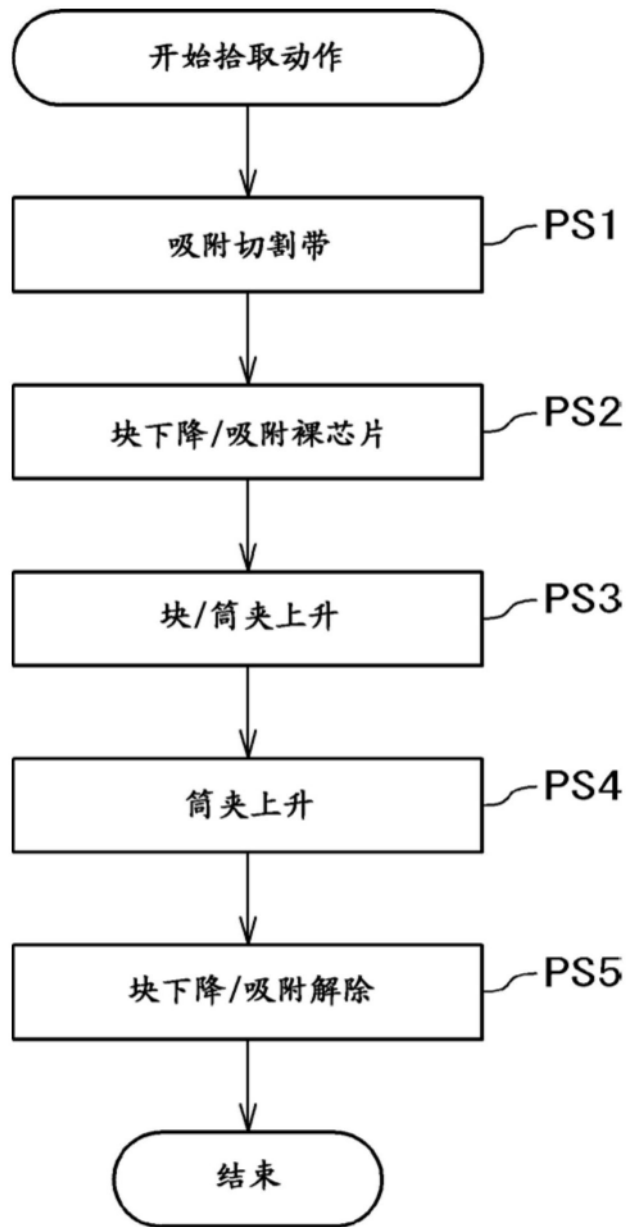 开始拾取动作
吸附切割带
PS1
块下降/吸附裸芯片
PS2
块/筒夹上升
PS3
筒夹上升
PS4
块下降/吸附解除
PS5
结束